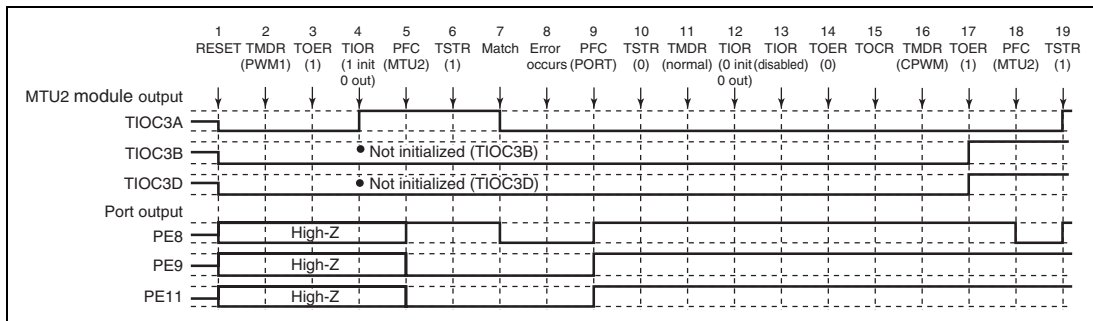 1 2 3 4 5 6 7 8 9 10 11 12 13 14 15 16 17 18 19
RESET TMDR TOER TIOR PFC TSTR Match Error PFC TSTR TMDR TIOR TIOR TOER TOCR TMDR TOER PFC TSTR
(PWM1) (1) (1 init (MTU2) (1) occurs (PORT) (0) (normal) (0 init (disabled) (0) (CPWM) (1) (MTU2) (1)
0 out) 0 out)
MTU2 module output
TIOC3A
TIOC3B • Not initialized (TIOC3B)
TIOC3D • Not initialized (TIOC3D)
Port output
PE8 High-Z
PE9 High-Z
PE11 High-Z